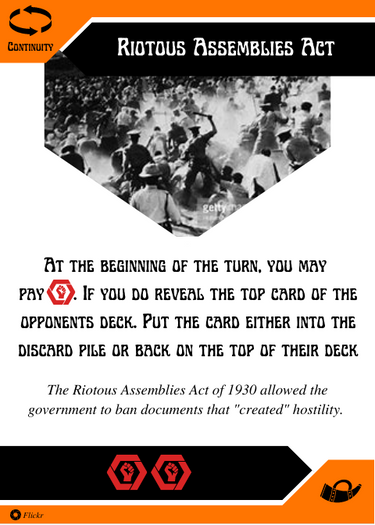 Continuity
Riotous Assemblies Act
getty
At the beginning of the turn, you may
pay . If you do reveal the top card of the
opponents deck. Put the card either into the
discard pile or back on the top of their deck
The Riotous Assemblies Act of 1930 allowed the
government to ban documents that "created" hostility.
Flickr